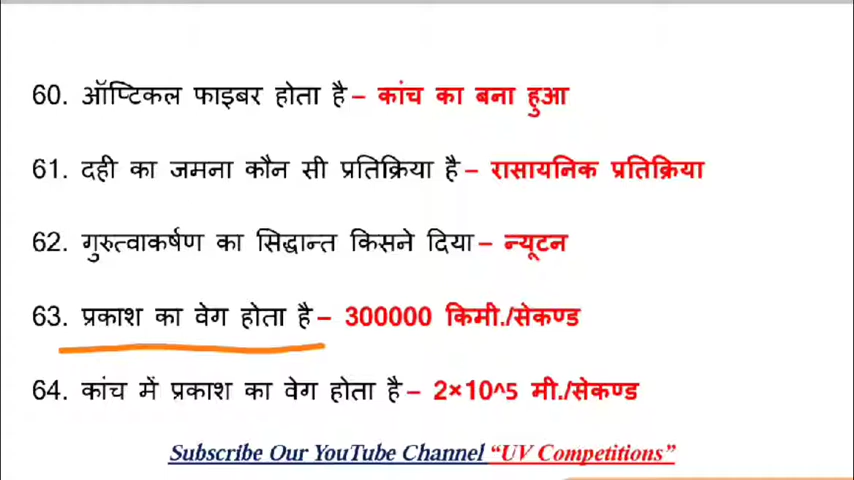 60. ऑप्टिकल फाइबर होता है – कांच का बना हुआ
61. दही का जमना कौन सी प्रतिक्रिया है – रासायनिक प्रतिक्रिया
62. गुरुत्वाकर्षण का सिद्धान्त किसने दिया – न्यूटन
63. प्रकाश का वेग होता है – 300000 किमी./सेकण्ड
64. कांच में प्रकाश का वेग होता है – 2×10^5 मी./सेकण्ड
Subscribe Our YouTube Channel “UV Competitions”